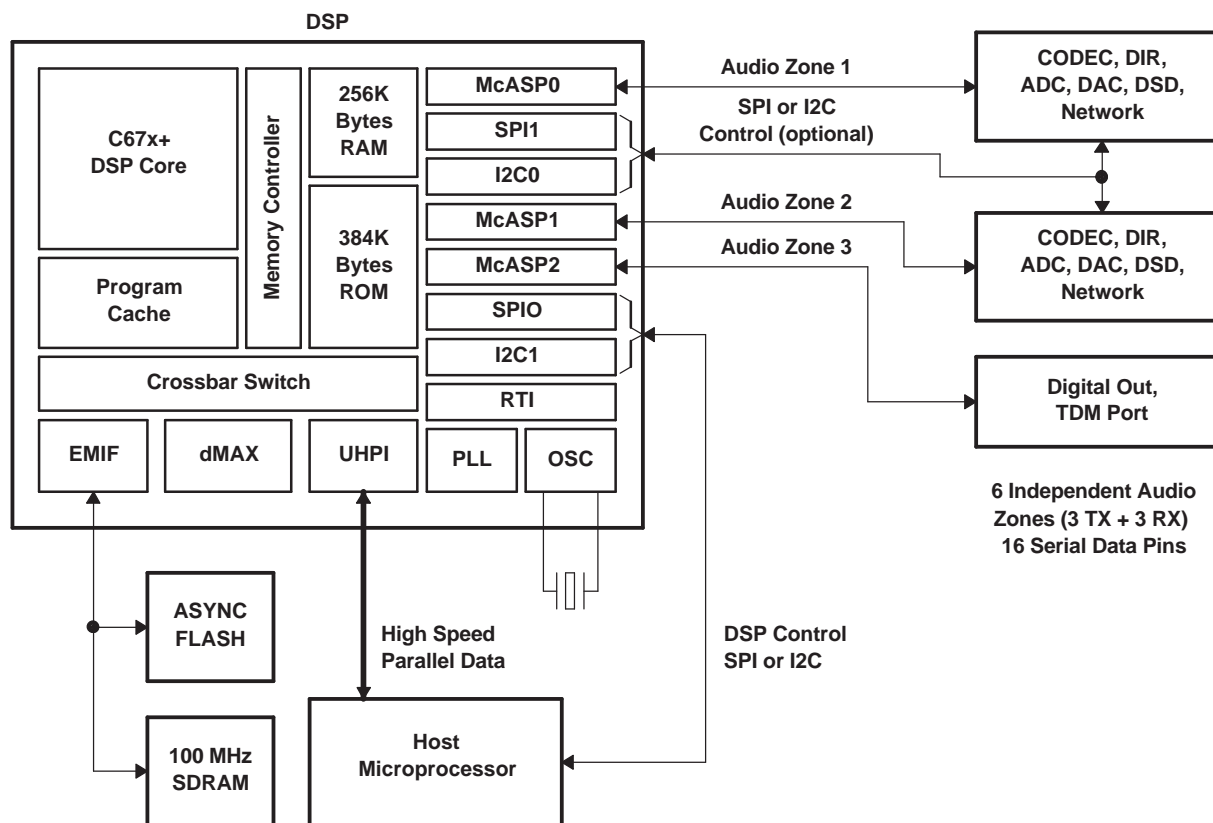 DSP
C67x+
DSP Core
Program
Cache
Memory Controller
256K
Bytes
RAM
384K
Bytes
ROM
McASP0
SPI1
I2C0
McASP1
McASP2
SPIO
I2C1
RTI
Crossbar Switch
EMIF
dMAX
UHPI
PLL
OSC
Audio Zone 1
SPI or I2C
Control (optional)
Audio Zone 2
Audio Zone 3
CODEC, DIR,
ADC, DAC, DSD,
Network
CODEC, DIR,
ADC, DAC, DSD,
Network
Digital Out,
TDM Port
6 Independent Audio
Zones (3 TX + 3 RX)
16 Serial Data Pins
ASYNC
FLASH
High Speed
Parallel Data
DSP Control
SPI or I2C
100 MHz
SDRAM
Host
Microprocessor